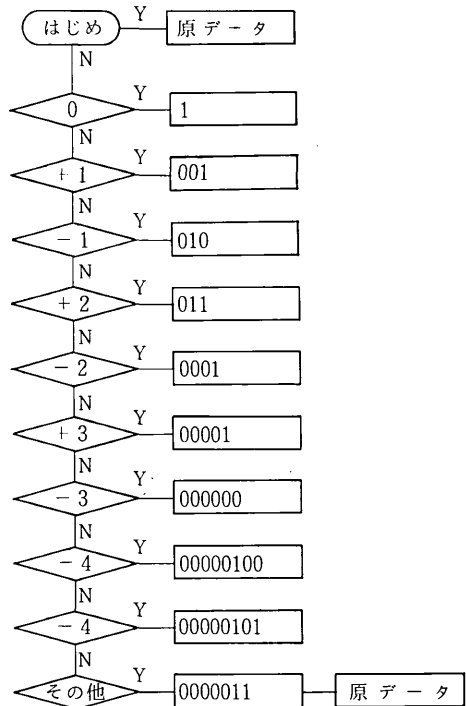 はじめ Y 原データ
N
0 Y 1
N
+1 Y 001
N
-1 Y 010
N
+2 Y 011
N
-2 Y 0001
N
+3 Y 00001
N
-3 Y 000000
N
-4 Y 00000100
N
-4 Y 00000101
N
その他 Y 0000011 原データ